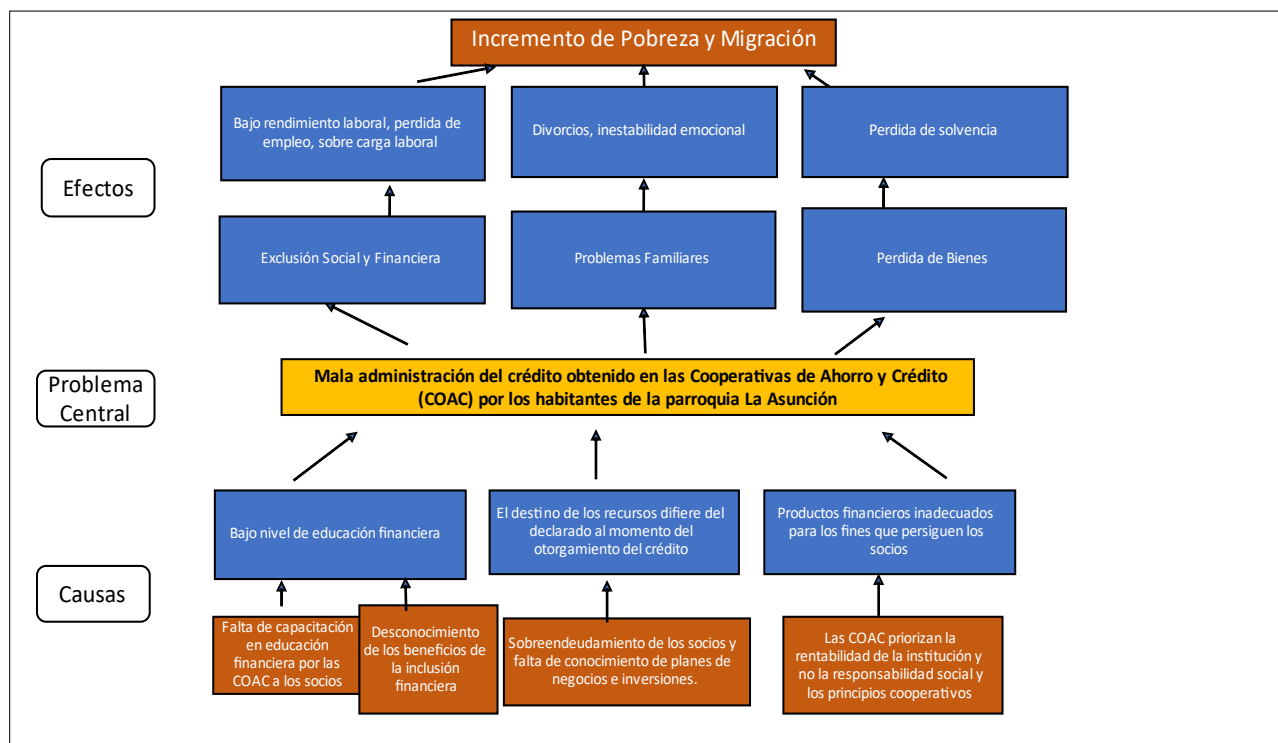 Incremento de Pobreza y Migración
Bajo rendimiento laboral, perdida de
empleo, sobre carga laboral
Divorcios, inestabilidad emocional
Perdida de solvencia
Efectos
Exclusión Social y Financiera
Problemas Familiares
Perdida de Bienes
Problema
Central
Mala administración del crédito obtenido en las Cooperativas de Ahorro y Crédito
(COAC) por los habitantes de la parroquia La Asunción
Bajo nivel de educación financiera
El destino de los recursos difiere del
declarado al momento del
otorgamiento del crédito
Productos financieros inadecuados
para los fines que persiguen los
socios
Causas
Falta de capacitación
en educación
financiera por las
COAC a los socios
Desconocimiento
de los beneficios de
la inclusión
financiera
Sobreendeudamiento de los socios y
falta de conocimiento de planes de
negocios e inversiones.
Las COAC priorizan la
rentabilidad de la institución y
no la responsabilidad social y
los principios cooperativos